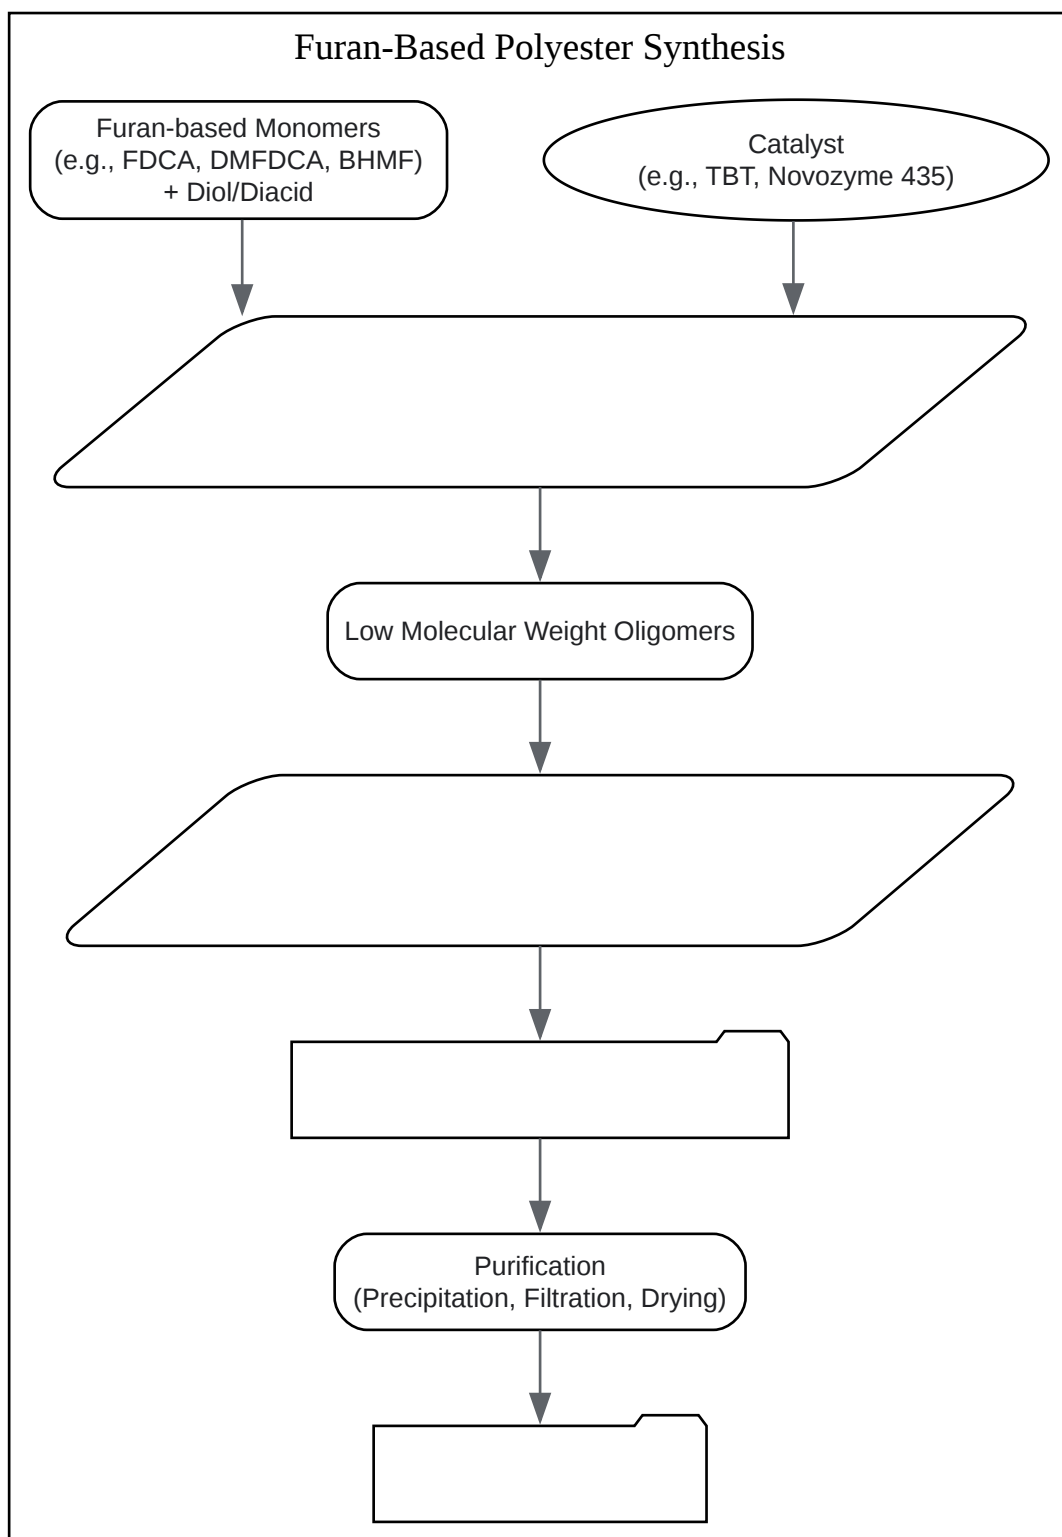 Furan-Based Polyester Synthesis
Furan-based Monomers
(e.g., FDCA, DMFDCA, BHMF)
+ Diol/Diacid
Catalyst
(e.g., TBT, Novozyme 435)
Low Molecular Weight Oligomers
Purification
(Precipitation, Filtration, Drying)